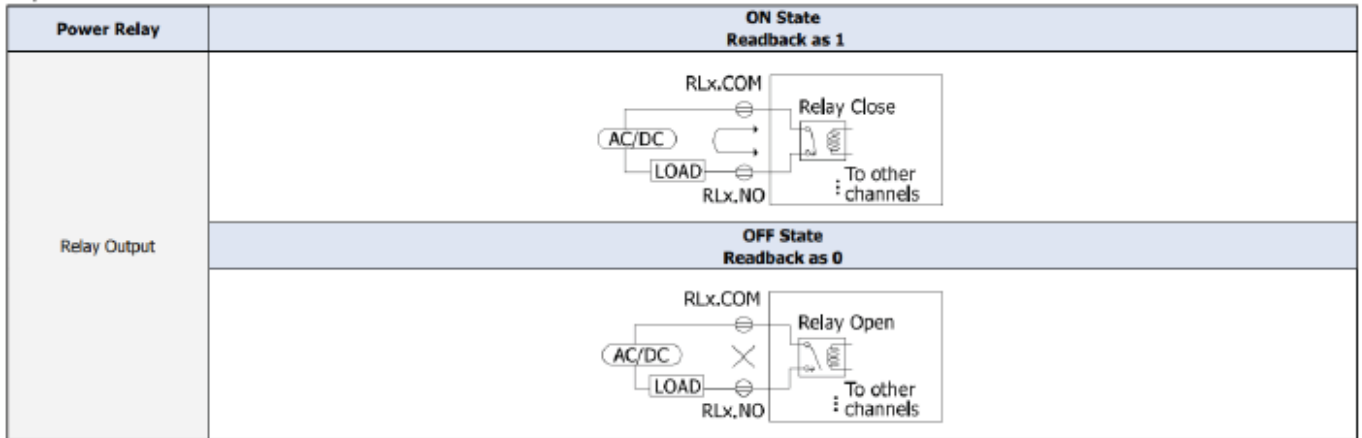 Power Relay
ON State
Readback as 1
RLx.COM
Relay Close
AC/DC
LOAD
To other
channels
RLx.NO
Relay Output
OFF State
Readback as 0
RLx.COM
Relay Open
AC/DC
LOAD
To other
channels
RLx.NO